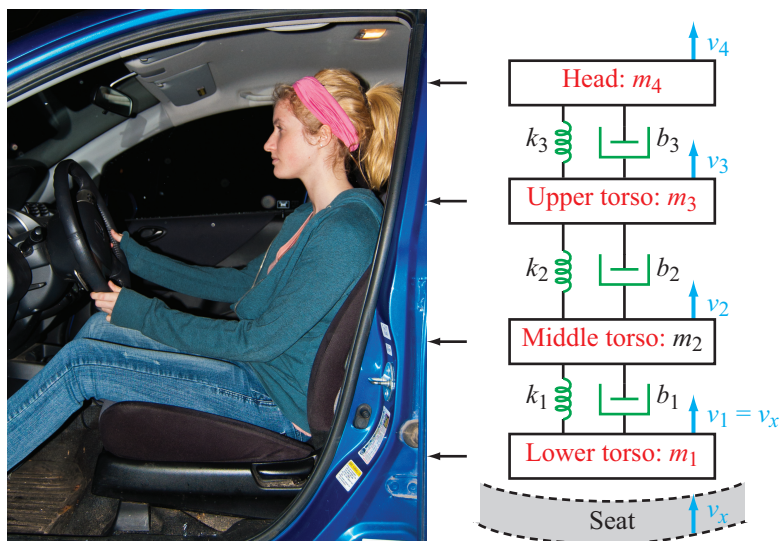 v4
Head: m4
k3
b3
v3
Upper torso: m3
k2
b2
v2
Middle torso: m2
k1
b1
v1 = vx
Lower torso: m1
Seat
vx